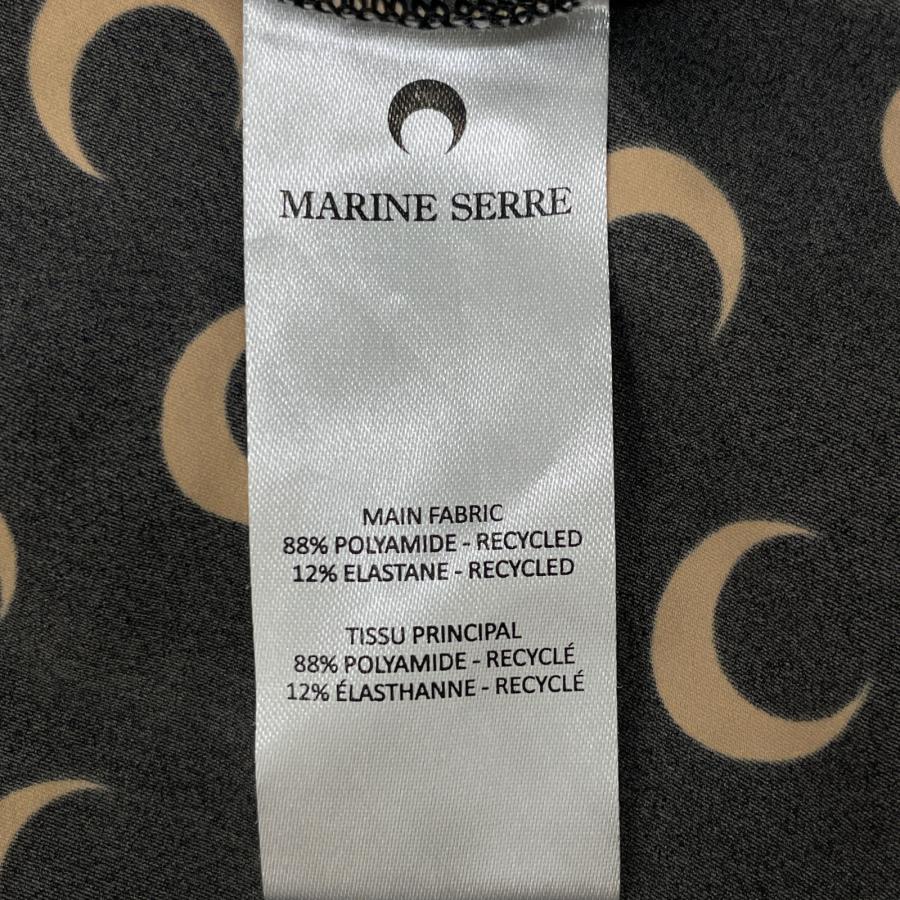 MARINE SERRE
MAIN FABRIC
88% POLYAMIDE - RECYCLED
12% ELASTANE - RECYCLED
TISSU PRINCIPAL
88% POLYAMIDE - RECYCLÉ
12% ÉLASTHANNE - RECYCLÉ